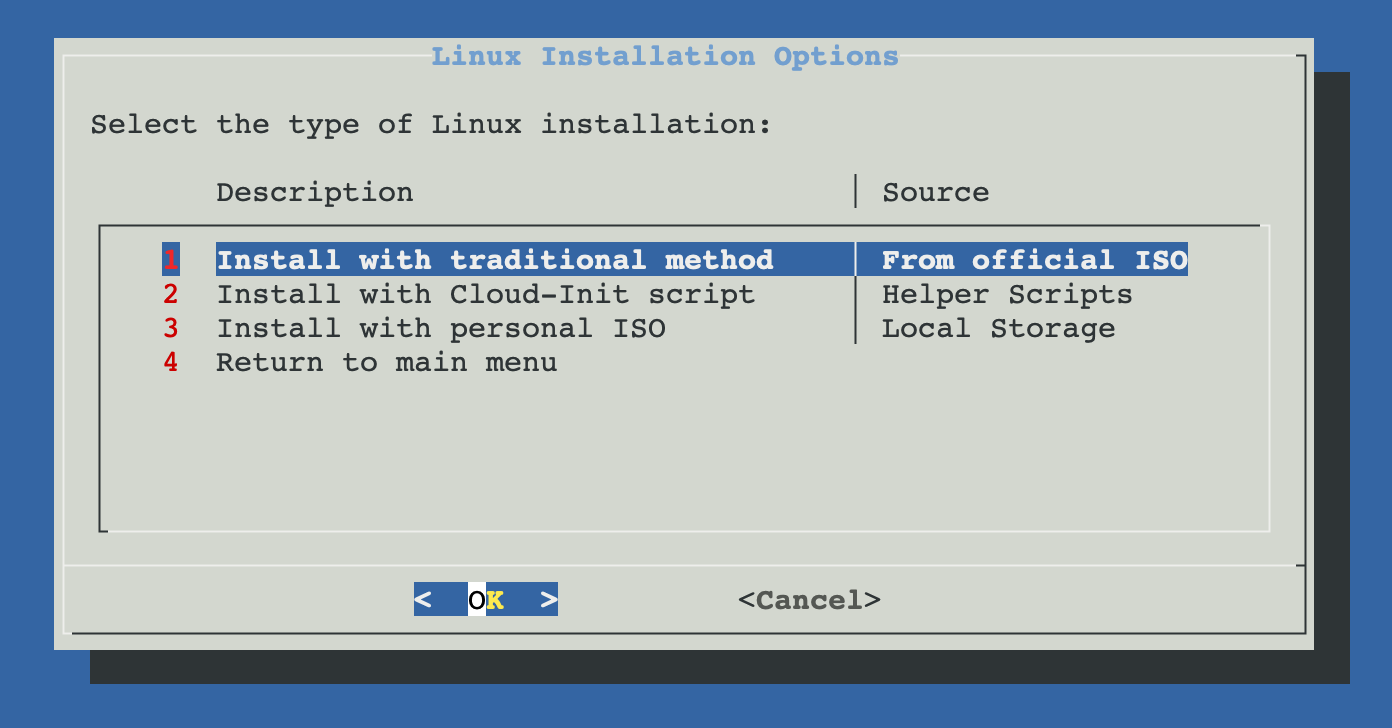 Linux Installation Options
Select the type of Linux installation:
Description | Source
1 Install with traditional method | From official ISO
2 Install with Cloud-Init script | Helper Scripts
3 Install with personal ISO | Local Storage
4 Return to main menu
< OK > <Cancel>